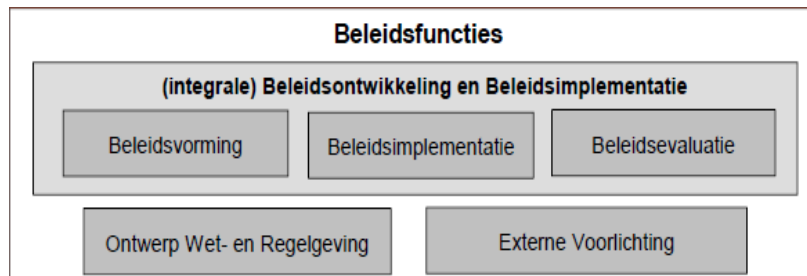 Beleidsfuncties
(integrale) Beleidsontwikkeling en Beleidsimplementatie
Beleidsvorming
Beleidsimplementatie
Beleidsevaluatie
Ontwerp Wet- en Regelgeving
Externe Voorlichting